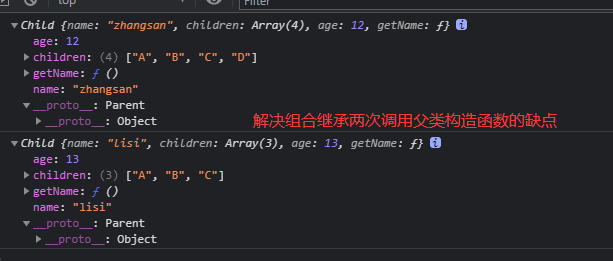 top
Filter
Child {name: "zhangsan", children: Array(4), age: 12, getName: ƒ} i
age: 12
children: (4) ["A", "B", "C", "D"]
getName: ƒ ()
name: "zhangsan"
__proto__: Parent
__proto__: Object
解决组合继承两次调用父类构造函数的缺点
Child {name: "lisi", children: Array(3), age: 13, getName: ƒ} i
age: 13
children: (3) ["A", "B", "C"]
getName: ƒ ()
name: "lisi"
__proto__: Parent
__proto__: Object